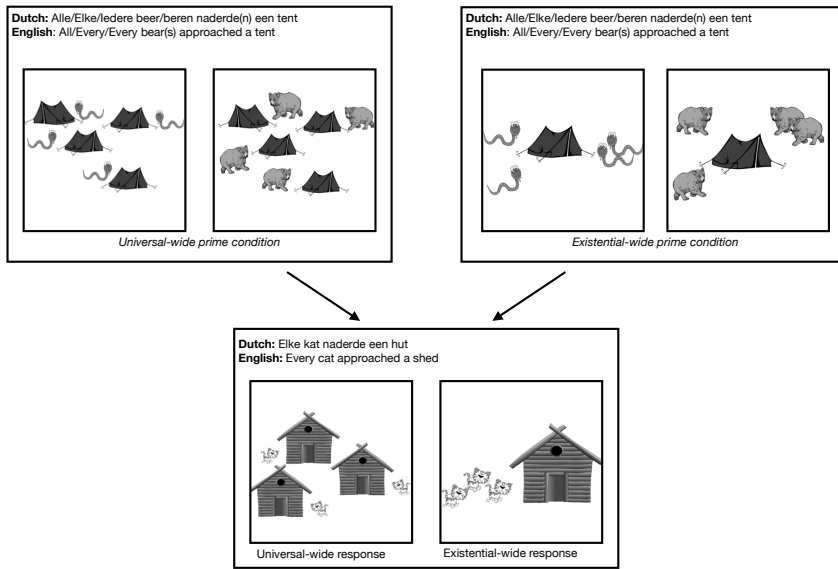 Dutch: Alle/Elke/Iedere beer/beren naderde(n) een tent
English: All/Every/Every bear(s) approached a tent
Universal-wide prime condition
Dutch: Alle/Elke/Iedere beer/beren naderde(n) een tent
English: All/Every/Every bear(s) approached a tent
Existential-wide prime condition
Dutch: Elke kat naderde een hut
English: Every cat approached a shed
Universal-wide response
Existential-wide response